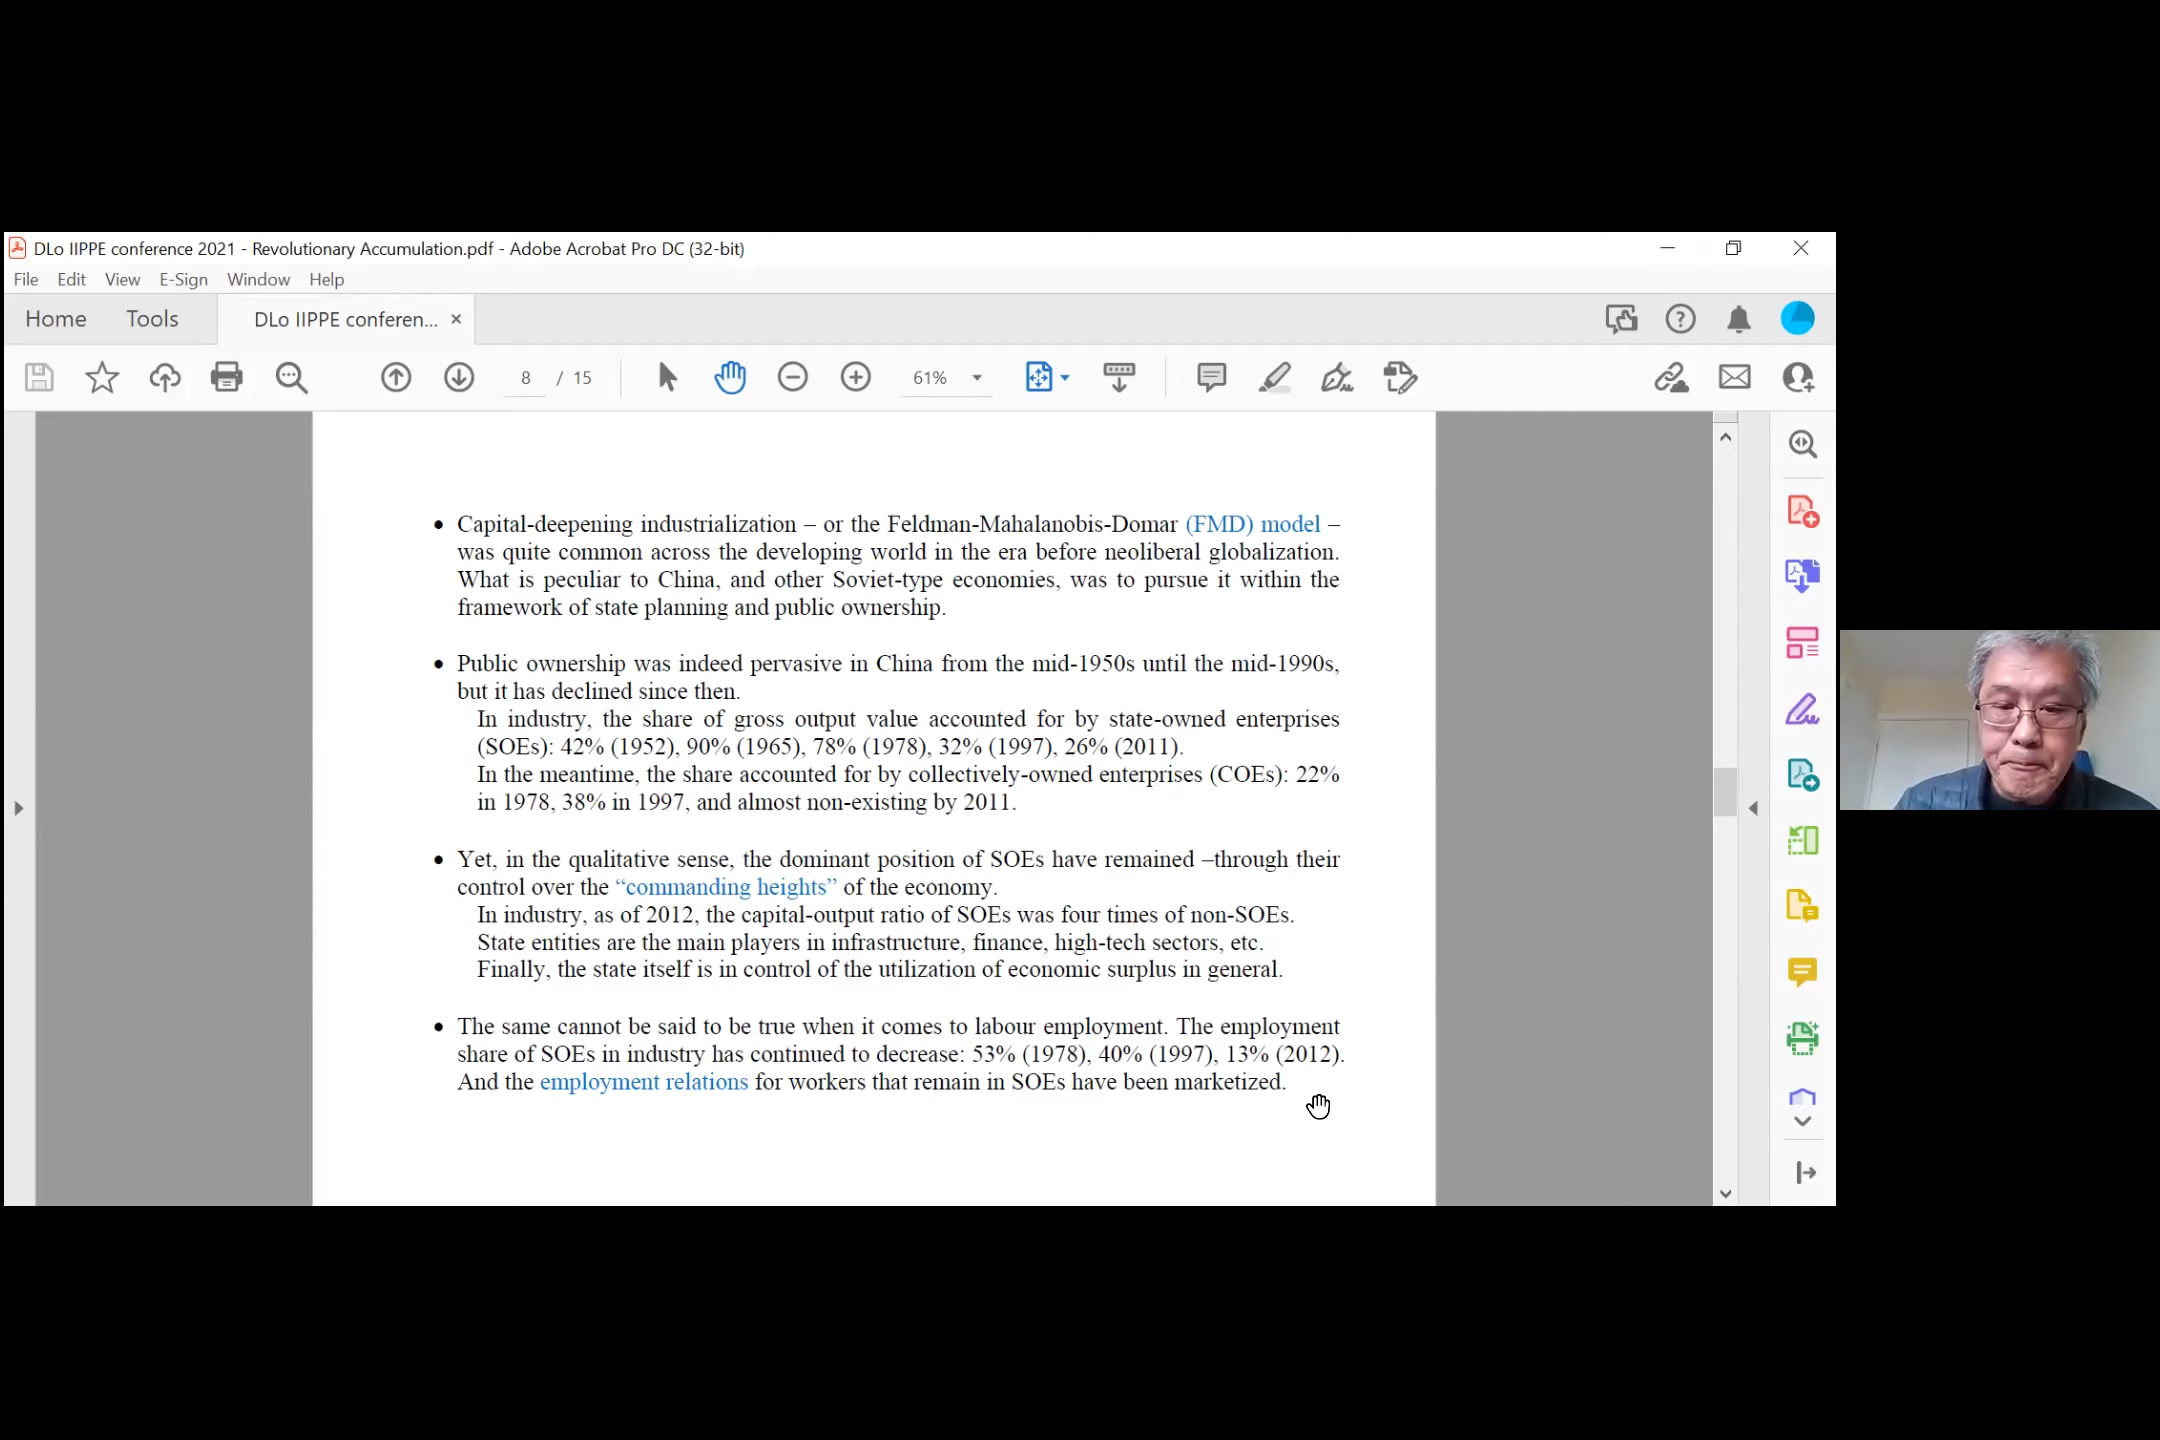 DLo IIPPE conference 2021 - Revolutionary Accumulation.pdf - Adobe Acrobat Pro DC (32-bit)
File Edit View E-Sign Window Help
Home Tools DLo IIPPE conferen... ×
8 / 15 61%
• Capital-deepening industrialization – or the Feldman-Mahalanobis-Domar (FMD) model –
was quite common across the developing world in the era before neoliberal globalization.
What is peculiar to China, and other Soviet-type economies, was to pursue it within the
framework of state planning and public ownership.
• Public ownership was indeed pervasive in China from the mid-1950s until the mid-1990s,
but it has declined since then.
In industry, the share of gross output value accounted for by state-owned enterprises
(SOEs): 42% (1952), 90% (1965), 78% (1978), 32% (1997), 26% (2011).
In the meantime, the share accounted for by collectively-owned enterprises (COEs): 22%
in 1978, 38% in 1997, and almost non-existing by 2011.
• Yet, in the qualitative sense, the dominant position of SOEs have remained –through their
control over the “commanding heights” of the economy.
In industry, as of 2012, the capital-output ratio of SOEs was four times of non-SOEs.
State entities are the main players in infrastructure, finance, high-tech sectors, etc.
Finally, the state itself is in control of the utilization of economic surplus in general.
• The same cannot be said to be true when it comes to labour employment. The employment
share of SOEs in industry has continued to decrease: 53% (1978), 40% (1997), 13% (2012).
And the employment relations for workers that remain in SOEs have been marketized.